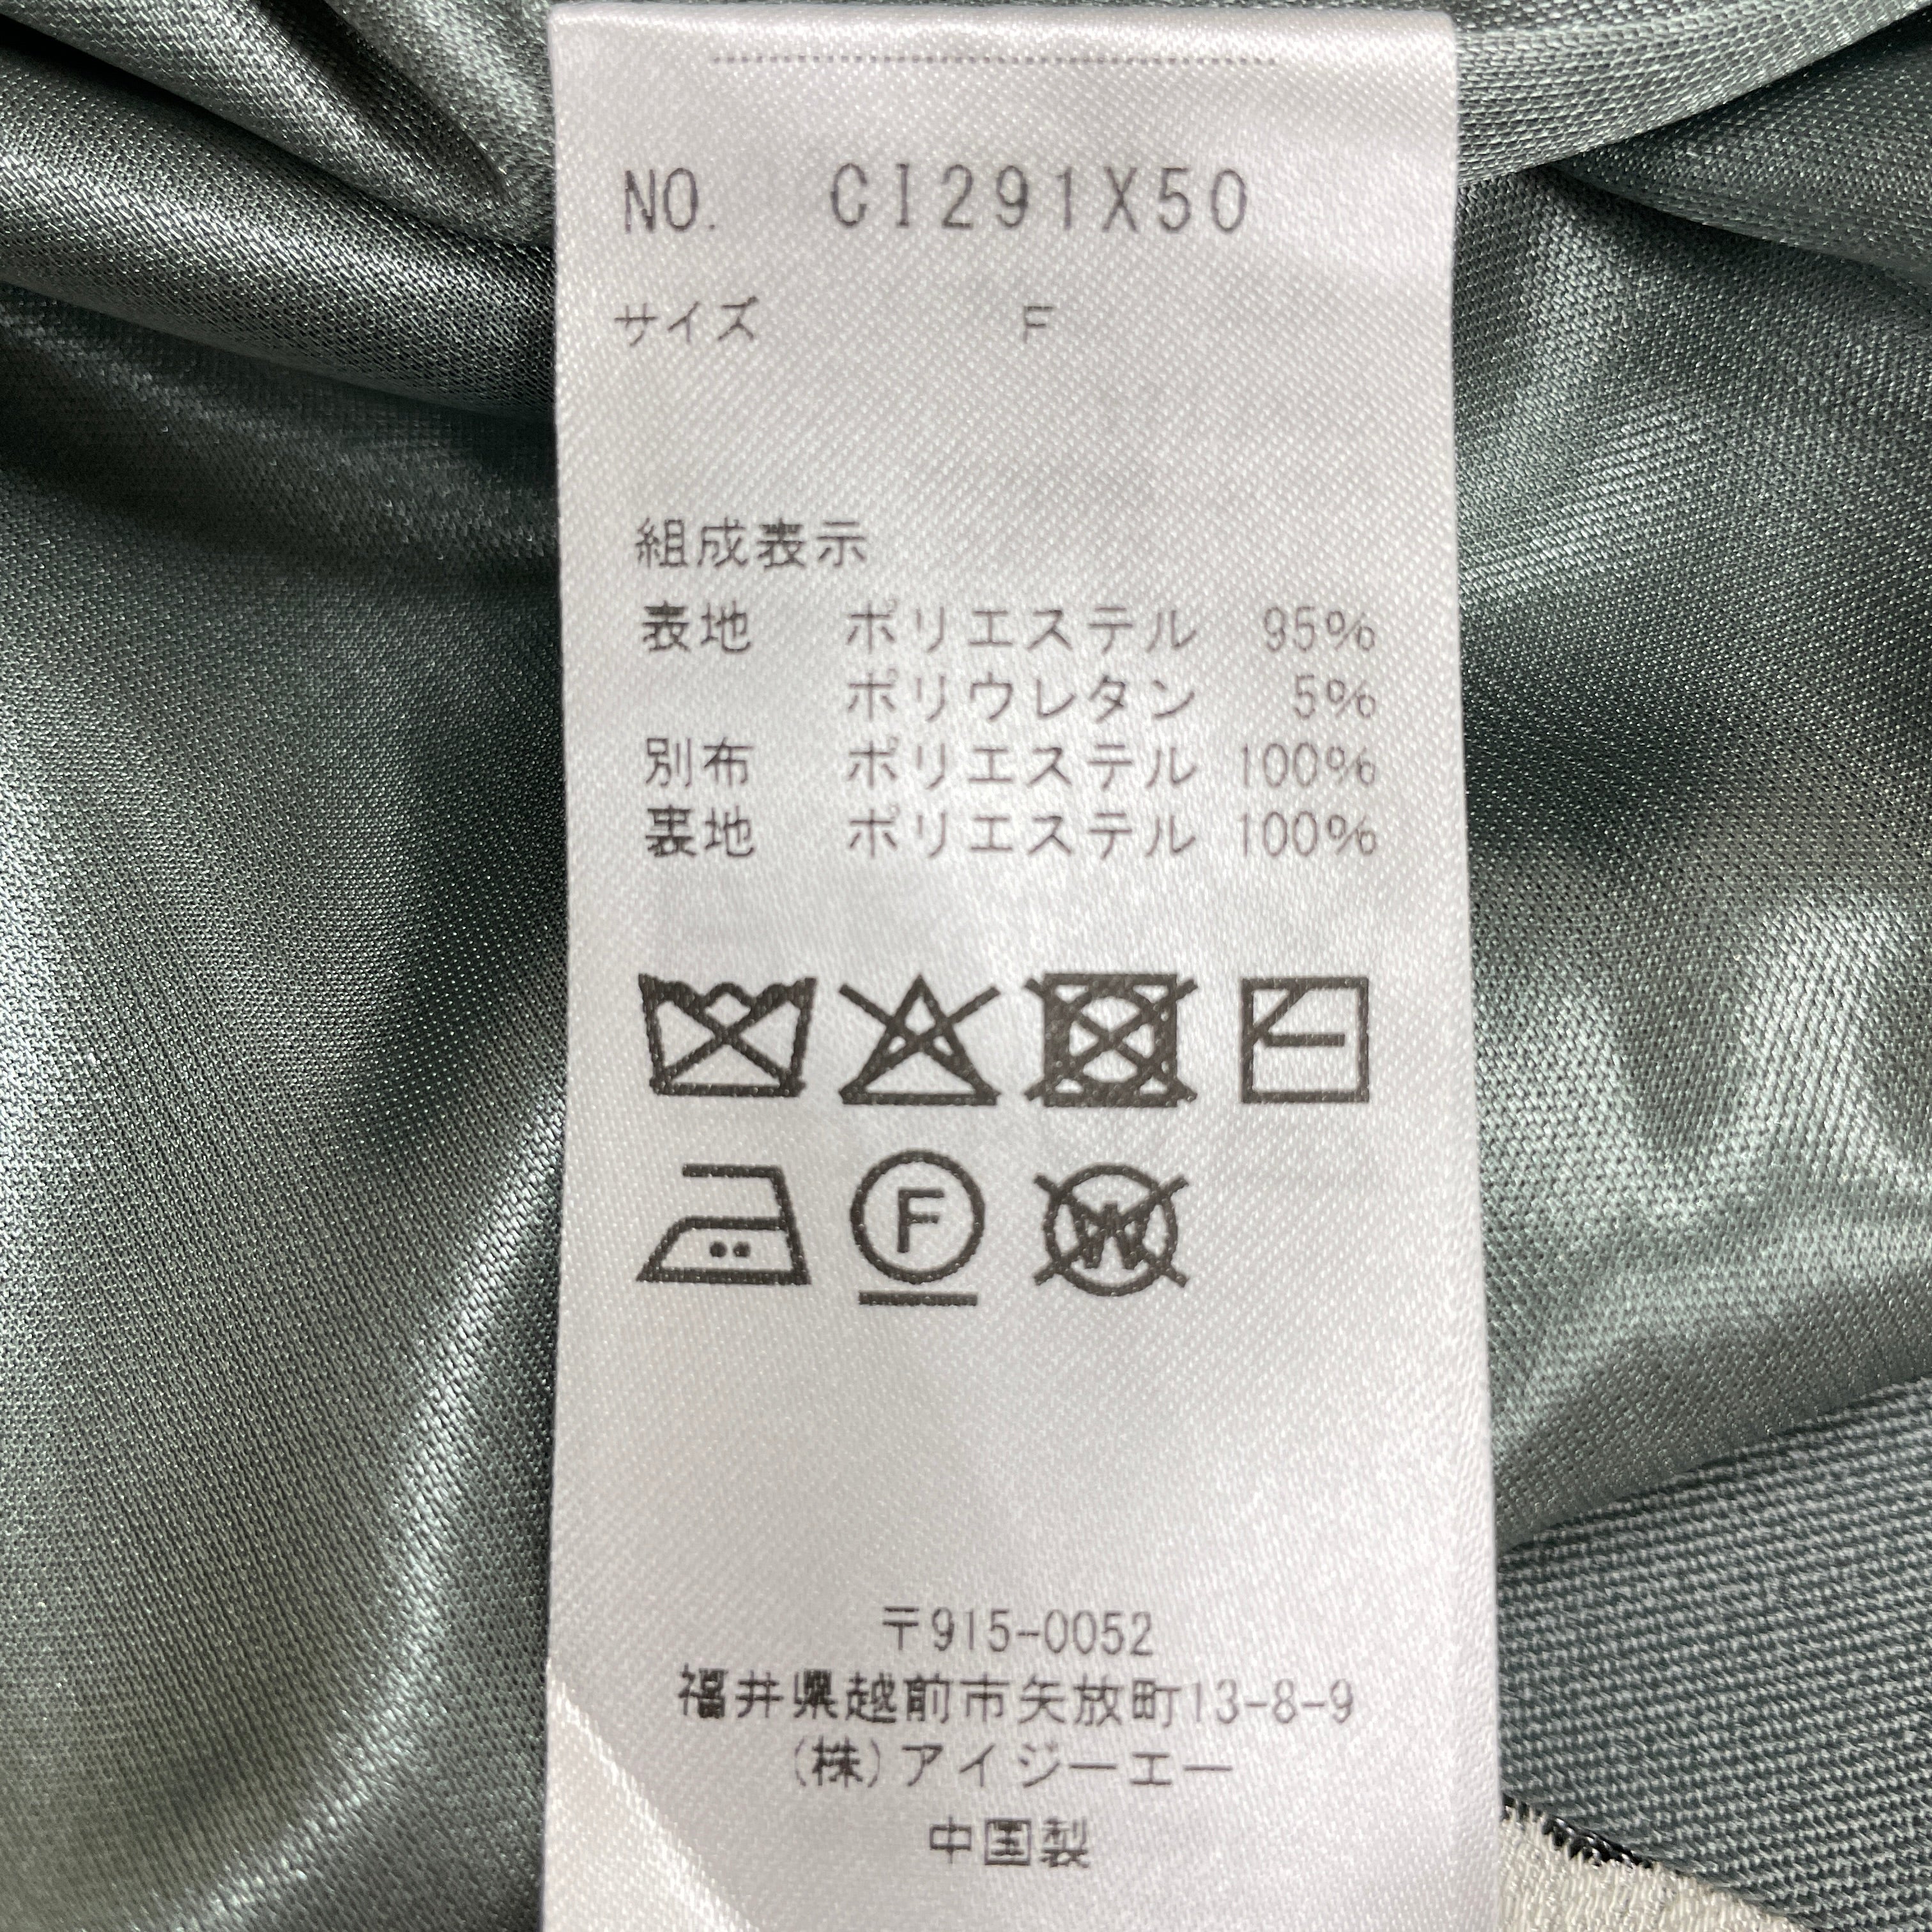 NO. CI291X50
サイズ F
組成表示
表地 ポリエステル 95%
ポリウレタン 5%
別布 ポリエステル 100%
裏地 ポリエステル 100%
F W
〒915-0052
福井県越前市矢放町13-8-9
(株)アイジーエー
中国製